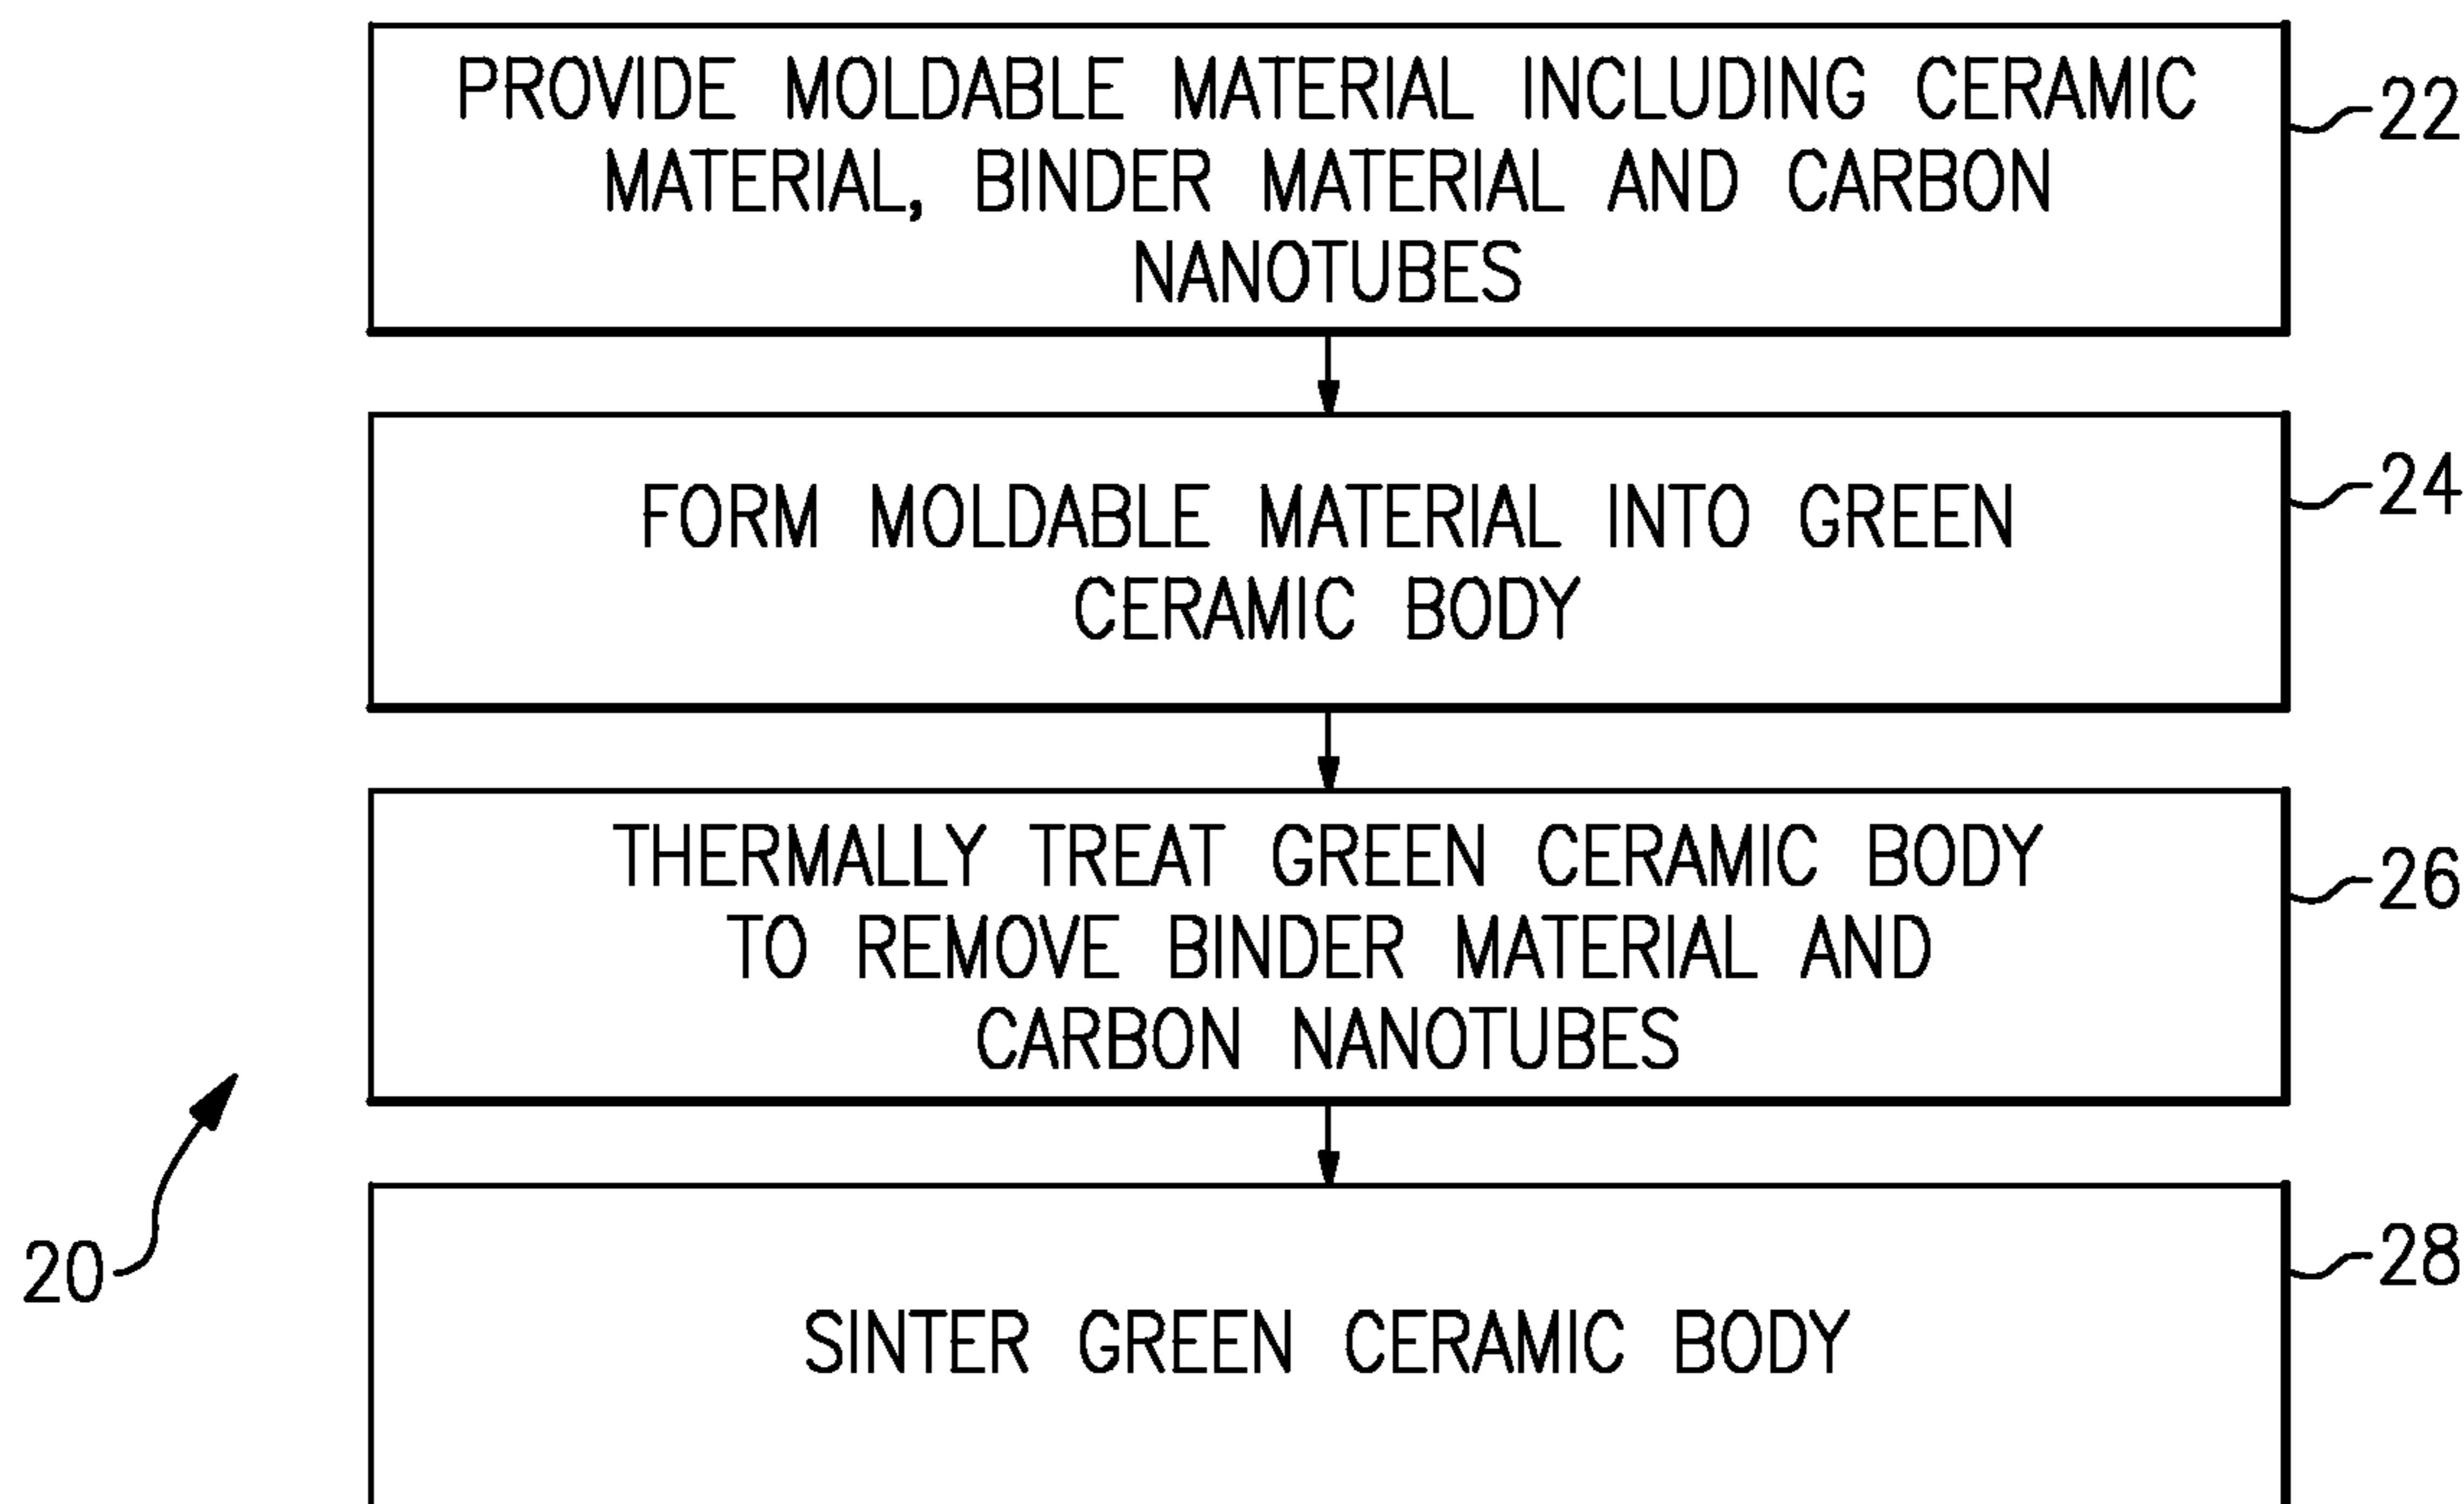 PROVIDE MOLDABLE MATERIAL INCLUDING CERAMIC
MATERIAL, BINDER MATERIAL AND CARBON
NANOTUBES
22
FORM MOLDABLE MATERIAL INTO GREEN
CERAMIC BODY
24
THERMALLY TREAT GREEN CERAMIC BODY
TO REMOVE BINDER MATERIAL AND
CARBON NANOTUBES
26
20
SINTER GREEN CERAMIC BODY
28